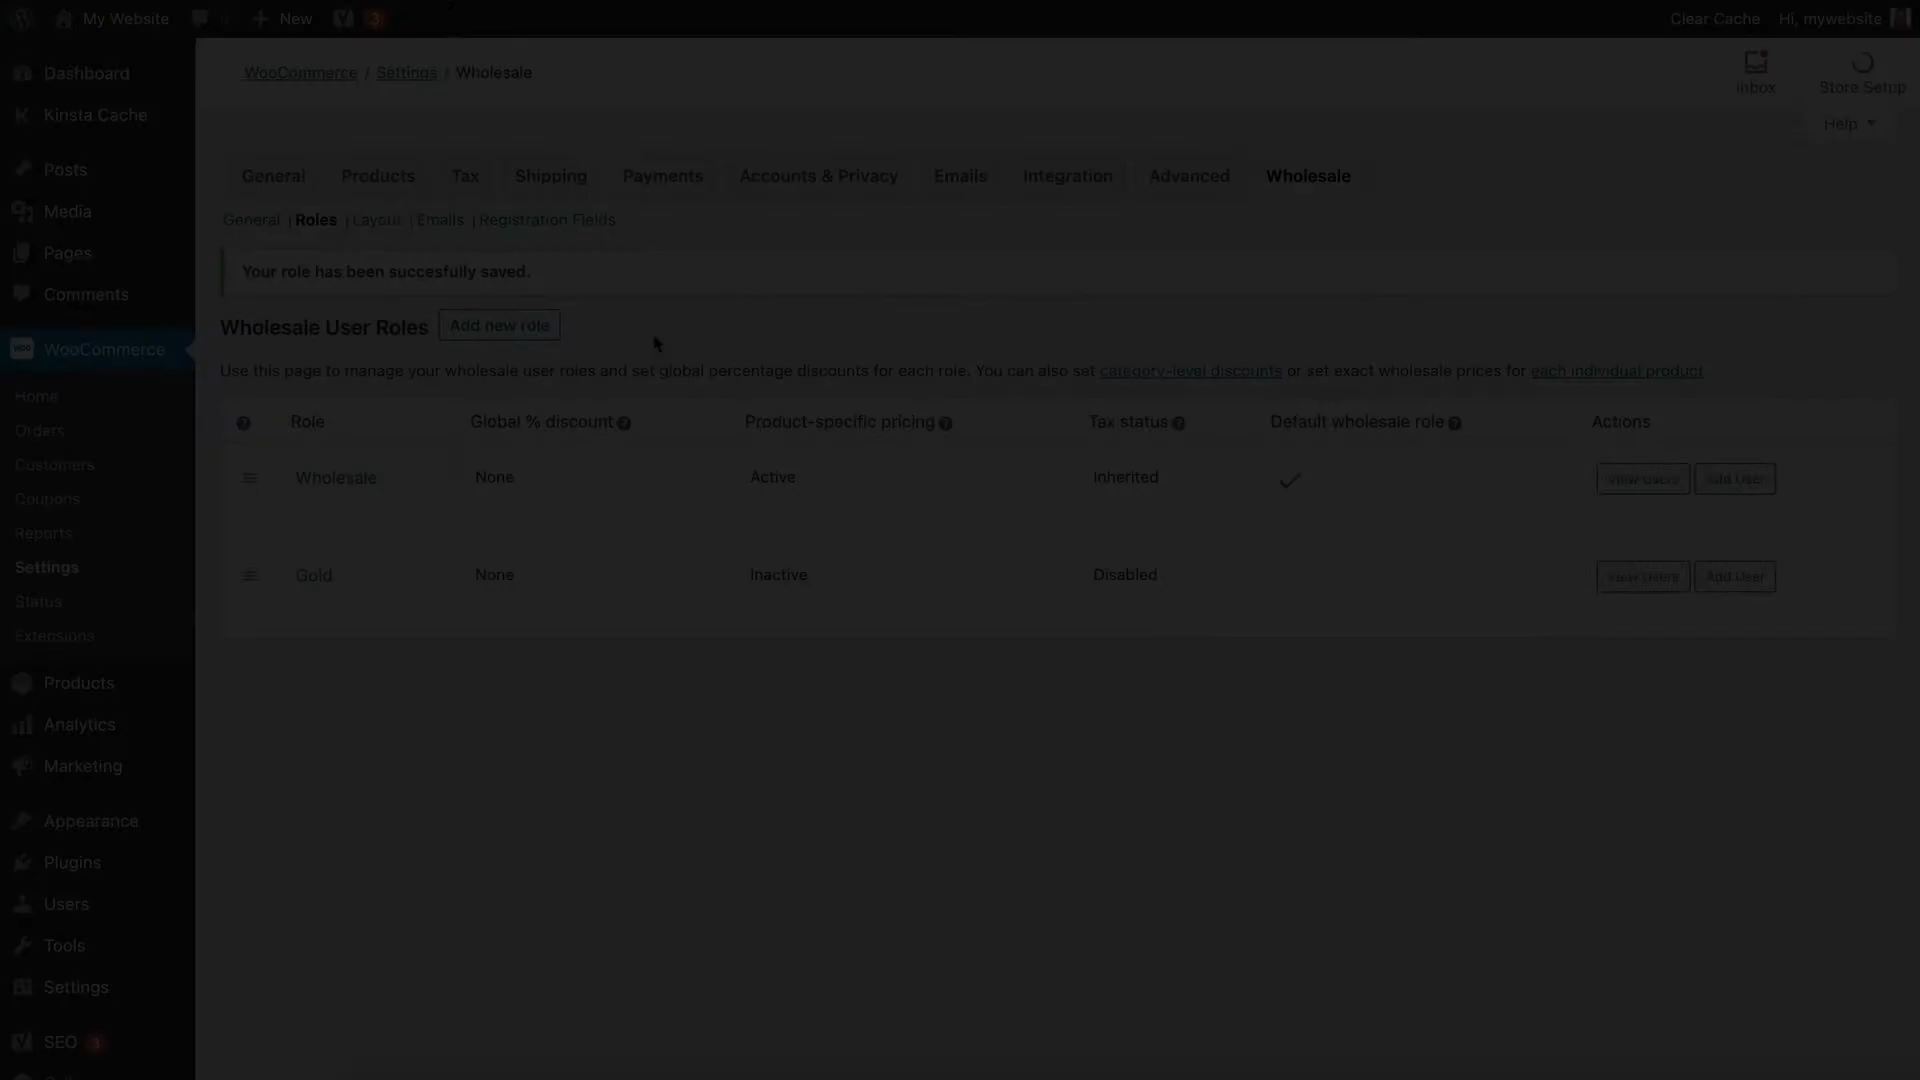 My Website 0 + New 3 Clear Cache Hi, mywebsite
Dashboard
Kinsta Cache
Posts
Media
Pages
Comments
WooCommerce
Home
Orders
Customers
Coupons
Reports
Settings
Status
Extensions
Products
Analytics
Marketing
Appearance
Plugins
Users
Tools
Settings
SEO 3
WooCommerce / Settings / Wholesale
Inbox Store Setup
Help
General Products Tax Shipping Payments Accounts & Privacy Emails Integration Advanced Wholesale
General | Roles | Layout | Emails | Registration Fields
Your role has been succesfully saved.
Wholesale User Roles Add new role
Use this page to manage your wholesale user roles and set global percentage discounts for each role. You can also set category-level discounts or set exact wholesale prices for each individual product
Role Global % discount Product-specific pricing Tax status Default wholesale role Actions
Wholesale None Active Inherited View Users Add User
Gold None Inactive Disabled View Users Add User